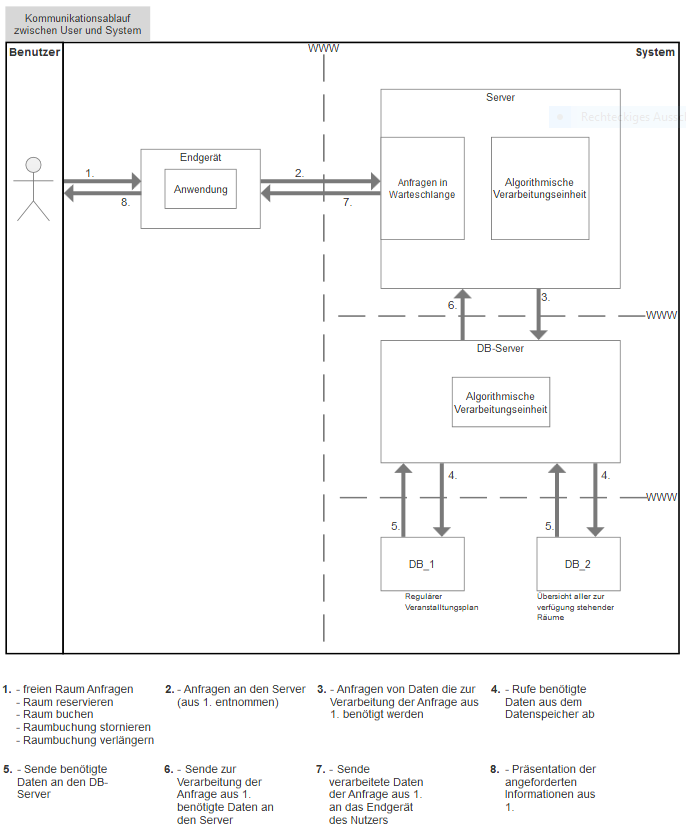 Kommunikationsablauf
zwischen User und System
Benutzer
WWW
System
Server
Rechteckiges Aussch
Endgerät
Anwendung
1.
8.
2.
7.
Anfragen in
Warteschlange
Algorithmische
Verarbeitungseinheit
6.
3.
WWW
DB-Server
Algorithmische
Verarbeitungseinheit
4.
4.
WWW
5.
5.
DB_1
DB_2
Regulärer
Veranstalltungsplan
Übersicht aller zur
verfügung stehender
Räume
1. - freien Raum Anfragen
- Raum reservieren
- Raum buchen
- Raumbuchung stornieren
- Raumbuchung verlängern
2. - Anfragen an den Server
(aus 1. entnommen)
3. - Anfragen von Daten die zur
Verarbeitung der Anfrage aus
1. benötigt werden
4. - Rufe benötigte
Daten aus dem
Datenspeicher ab
5. - Sende benötigte
Daten an den DB-
Server
6. - Sende zur
Verarbeitung der
Anfrage aus 1.
benötigte Daten an
den Server
7. - Sende
verarbeitete Daten
der Anfrage aus 1.
an das Endgerät
des Nutzers
8. - Präsentation der
angeforderten
Informationen aus
1.